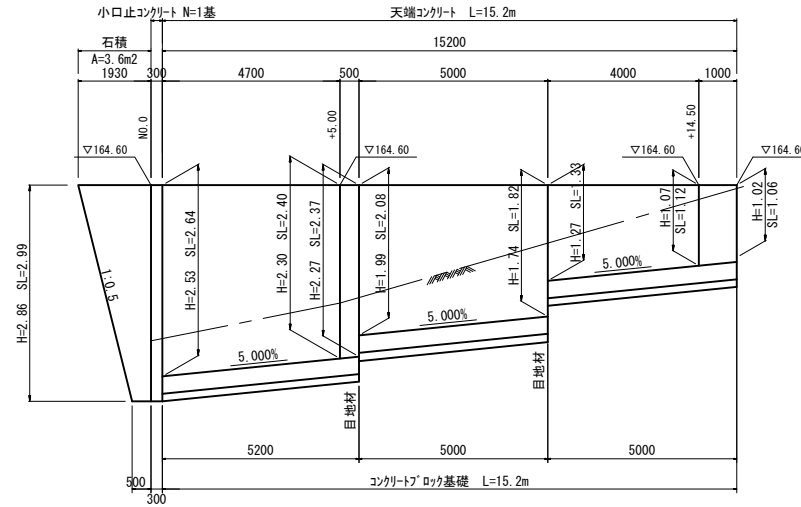 小口止コンクリート N=1基
天端コンクリート L=15.2m
石積
15200
A=3.6m2
1930
300
4700
500
5000
4000
1000
NO.0
+5.00
+14.50
▽164.60
▽164.60
▽164.60
▽164.60
H=2.86 SL=2.99
1:0.5
H=2.53 SL=2.64
H=2.30 SL=2.40
H=2.27 SL=2.37
H=1.99 SL=2.08
H=1.74 SL=1.82
H=1.27 SL=1.33
H=1.07
SL=1.12
H=1.02
SL=1.06
5.000%
5.000%
5.000%
目地材
目地材
5200
5000
5000
500
300
コンクリートブロック基礎 L=15.2m